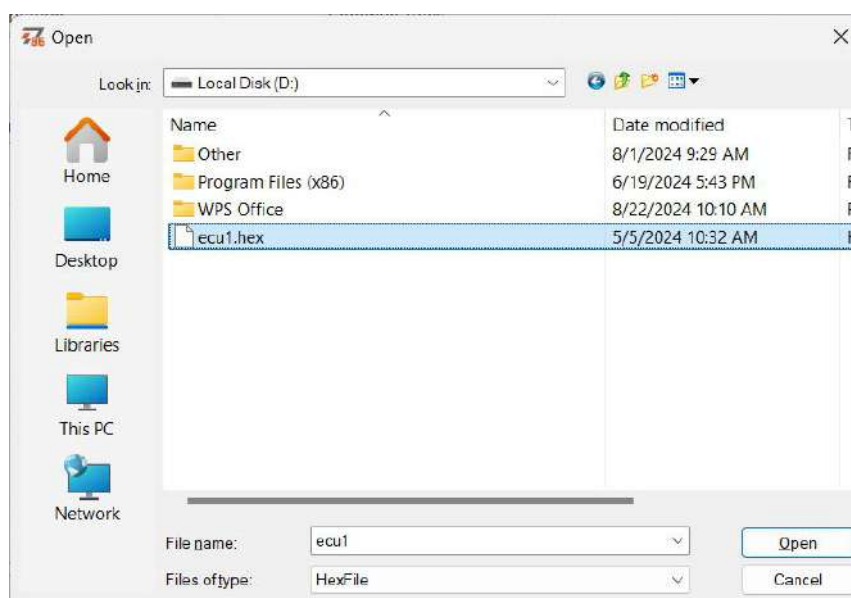 Open
Look in: Local Disk (D:)
Name Date modified
Other 8/1/2024 9:29 AM
Program Files (x86) 6/19/2024 5:43 PM
WPS Office 8/22/2024 10:10 AM
ecu1.hex 5/5/2024 10:32 AM
Home
Desktop
Libraries
This PC
Network
File name: ecu1 Open
Files of type: HexFile Cancel